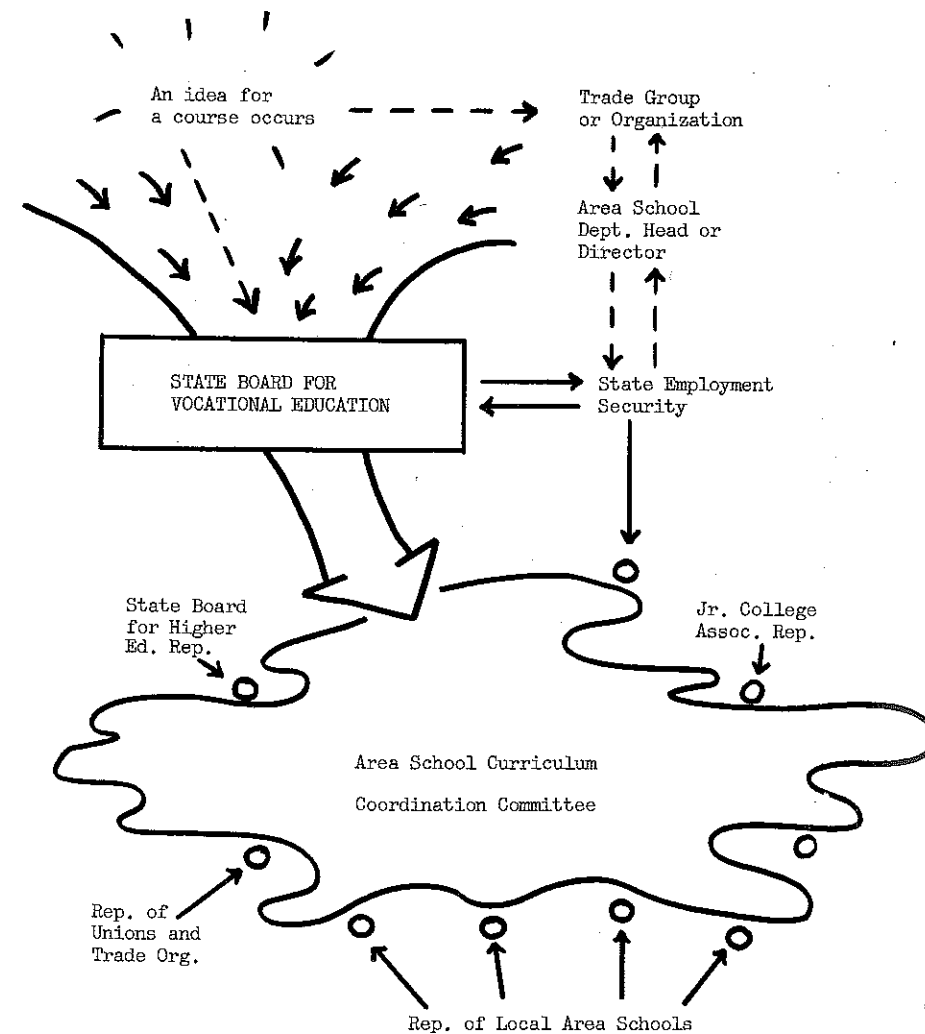 An idea for
a course occurs
Trade Group
or Organization
Area School
Dept. Head or
Director
STATE BOARD FOR
VOCATIONAL EDUCATION
State Employment
Security
State Board
for Higher
Ed. Rep.
Jr. College
Assoc. Rep.
Area School Curriculum
Coordination Committee
Rep. of
Unions and
Trade Org.
Rep. of Local Area Schools